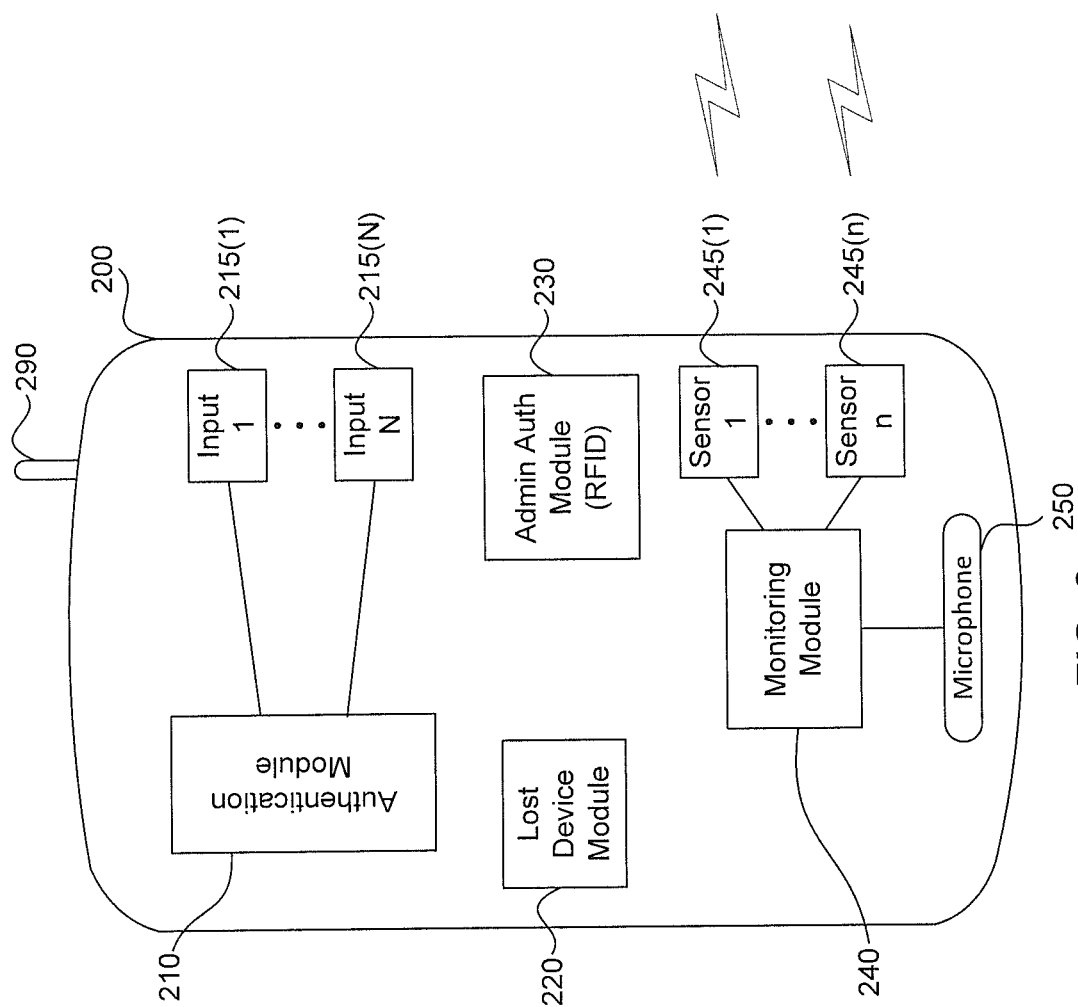 290
200
Input
1
215(1)
Authentication
Module
210
Input
N
215(N)
Lost
Device
Module
220
Admin Auth
Module
(RFID)
230
Sensor
1
245(1)
Monitoring
Module
240
Sensor
n
245(n)
Microphone
250